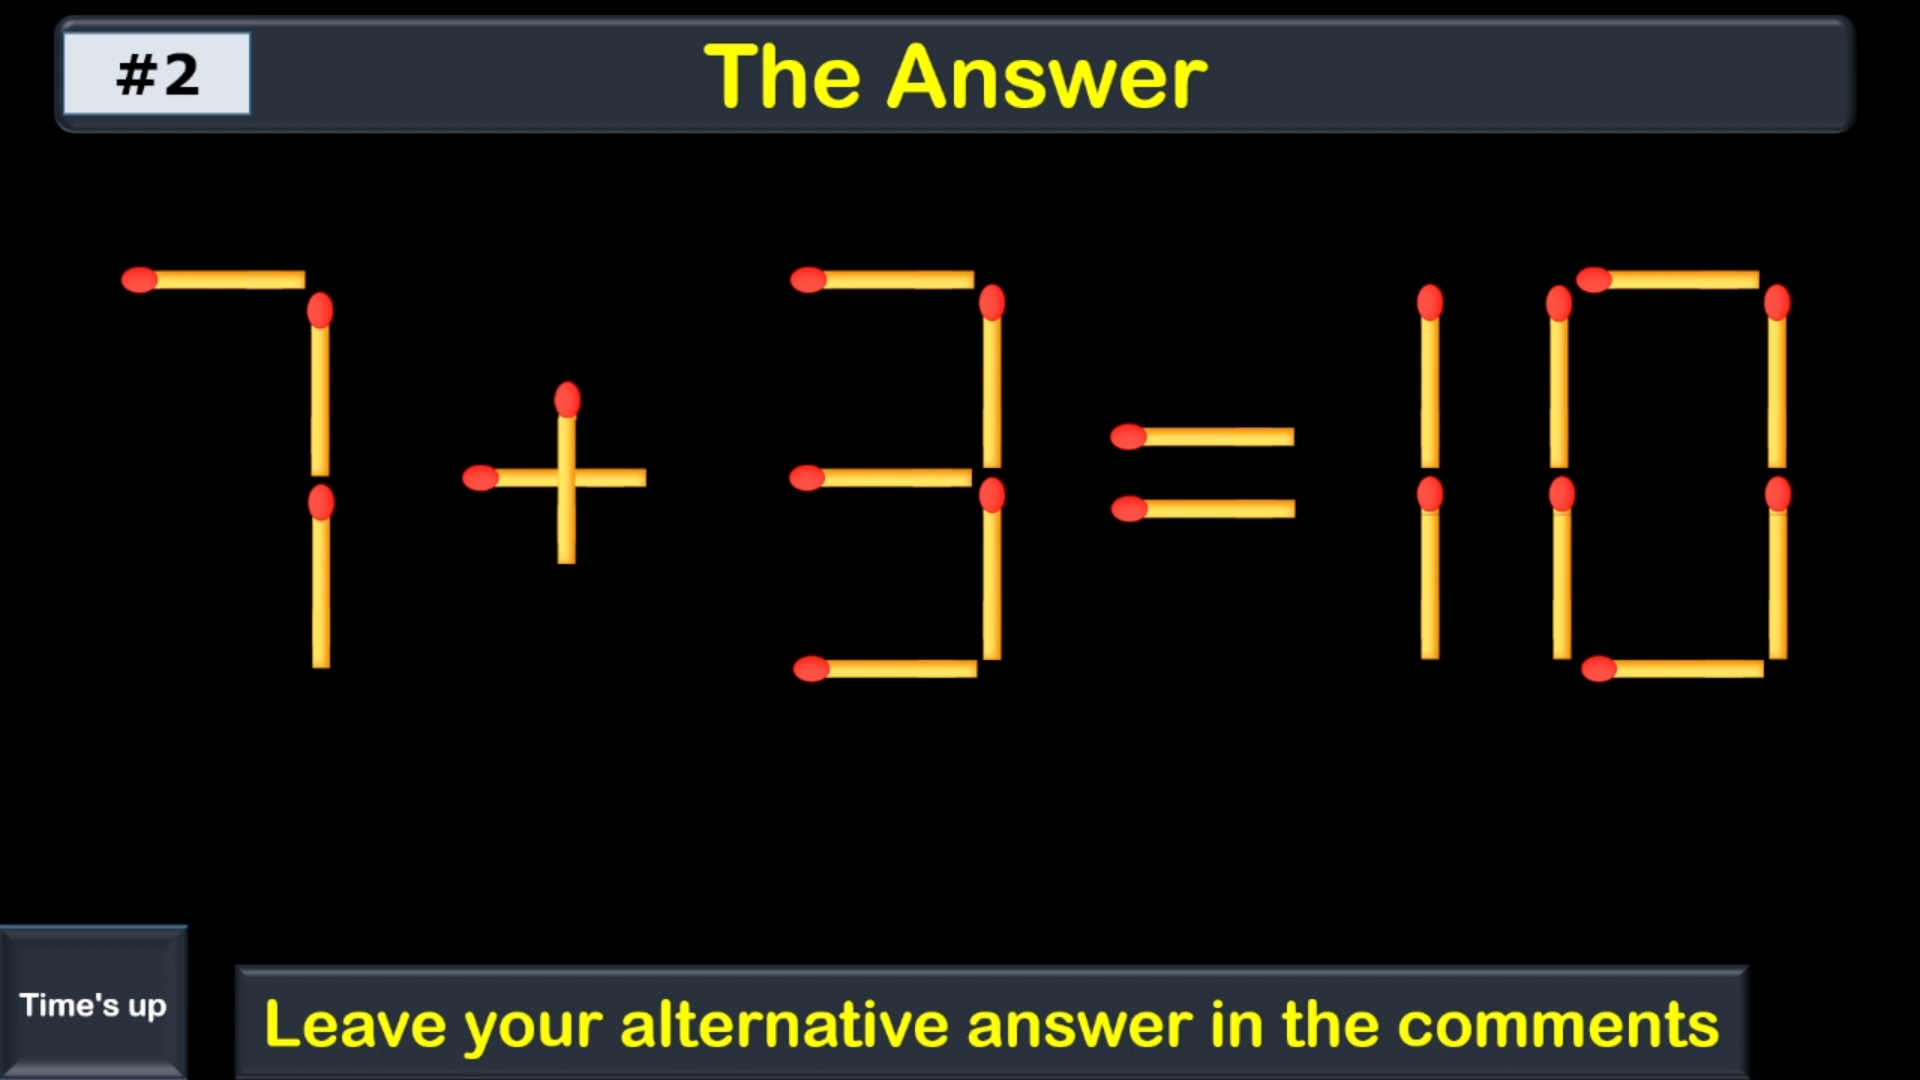 #2
The Answer
7+3=10
Time's up
Leave your alternative answer in the comments